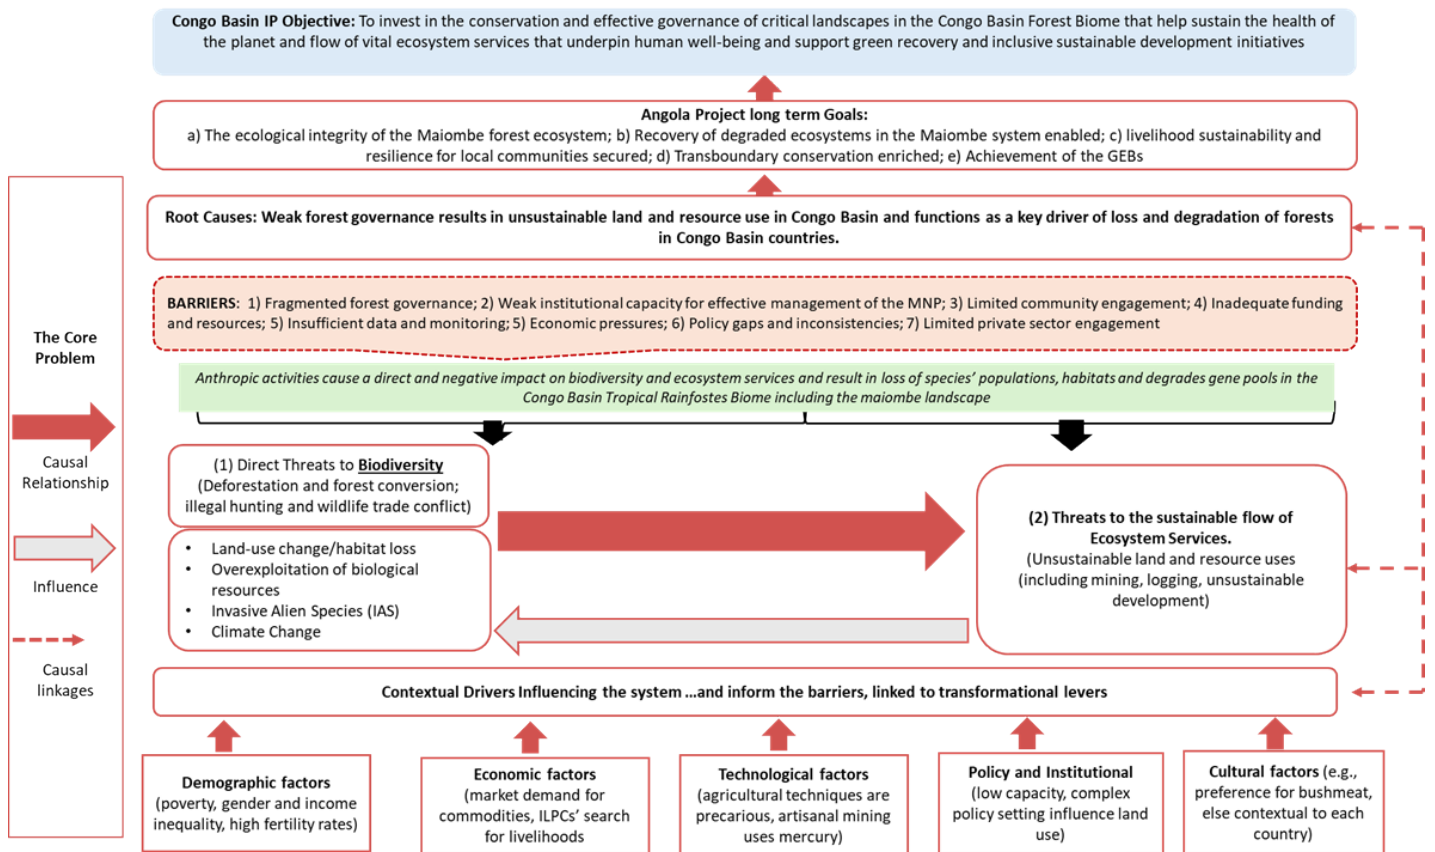 Congo Basin IP Objective: To invest in the conservation and effective governance of critical landscapes in the Congo Basin Forest Biome that help sustain the health of
the planet and flow of vital ecosystem services that underpin human well-being and support green recovery and inclusive sustainable development initiatives
Angola Project long term Goals:
a) The ecological integrity of the Maiombe forest ecosystem; b) Recovery of degraded ecosystems in the Maiombe system enabled; c) livelihood sustainability and
resilience for local communities secured; d) Transboundary conservation enriched; e) Achievement of the GEBs
Root Causes: Weak forest governance results in unsustainable land and resource use in Congo Basin and functions as a key driver of loss and degradation of forests
in Congo Basin countries.
BARRIERS: 1) Fragmented forest governance; 2) Weak institutional capacity for effective management of the MNP; 3) Limited community engagement; 4) Inadequate funding
and resources; 5) Insufficient data and monitoring; 5) Economic pressures; 6) Policy gaps and inconsistencies; 7) Limited private sector engagement
Anthropic activities cause a direct and negative impact on biodiversity and ecosystem services and result in loss of species' populations, habitats and degrades gene pools in the
Congo Basin Tropical Rainfostes Biome including the maiombe landscape
The Core
Problem
Causal
Relationship
Influence
Causal
linkages
(1) Direct Threats to Biodiversity
(Deforestation and forest conversion;
illegal hunting and wildlife trade conflict)
• Land-use change/habitat loss
• Overexploitation of biological
resources
• Invasive Alien Species (IAS)
• Climate Change
(2) Threats to the sustainable flow of
Ecosystem Services.
(Unsustainable land and resource uses
(including mining, logging, unsustainable
development)
Contextual Drivers Influencing the system ...and inform the barriers, linked to transformational levers
Demographic factors
(poverty, gender and income
inequality, high fertility rates)
Economic factors
(market demand for
commodities, ILPCs' search
for livelihoods
Technological factors
(agricultural techniques are
precarious, artisanal mining
uses mercury)
Policy and Institutional
(low capacity, complex
policy setting influence land
use)
Cultural factors (e.g.,
preference for bushmeat,
else contextual to each
country)